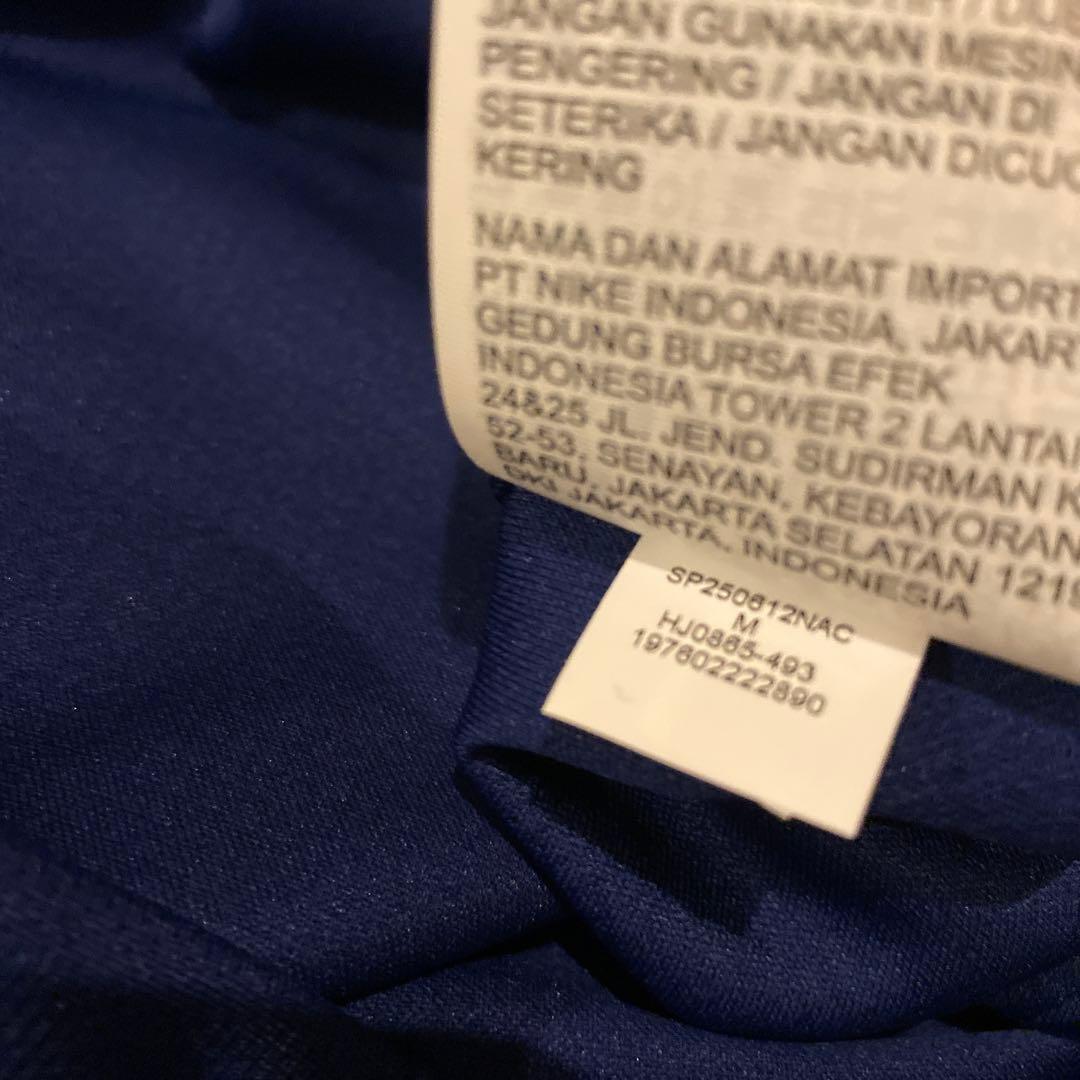 JANGAN GUNAKAN MESIN
PENGERING / JANGAN DI
SETERIKA / JANGAN DICUC
KERING
NAMA DAN ALAMAT IMPORT
PT NIKE INDONESIA, JAKART
GEDUNG BURSA EFEK
INDONESIA TOWER 2 LANTAI
24&25 JL. JEND. SUDIRMAN K
52-53, SENAYAN, KEBAYORAN
BARU, JAKARTA SELATAN 1219
DKI JAKARTA, INDONESIA
SP250612NAC
M
HJ0865-493
197602222890